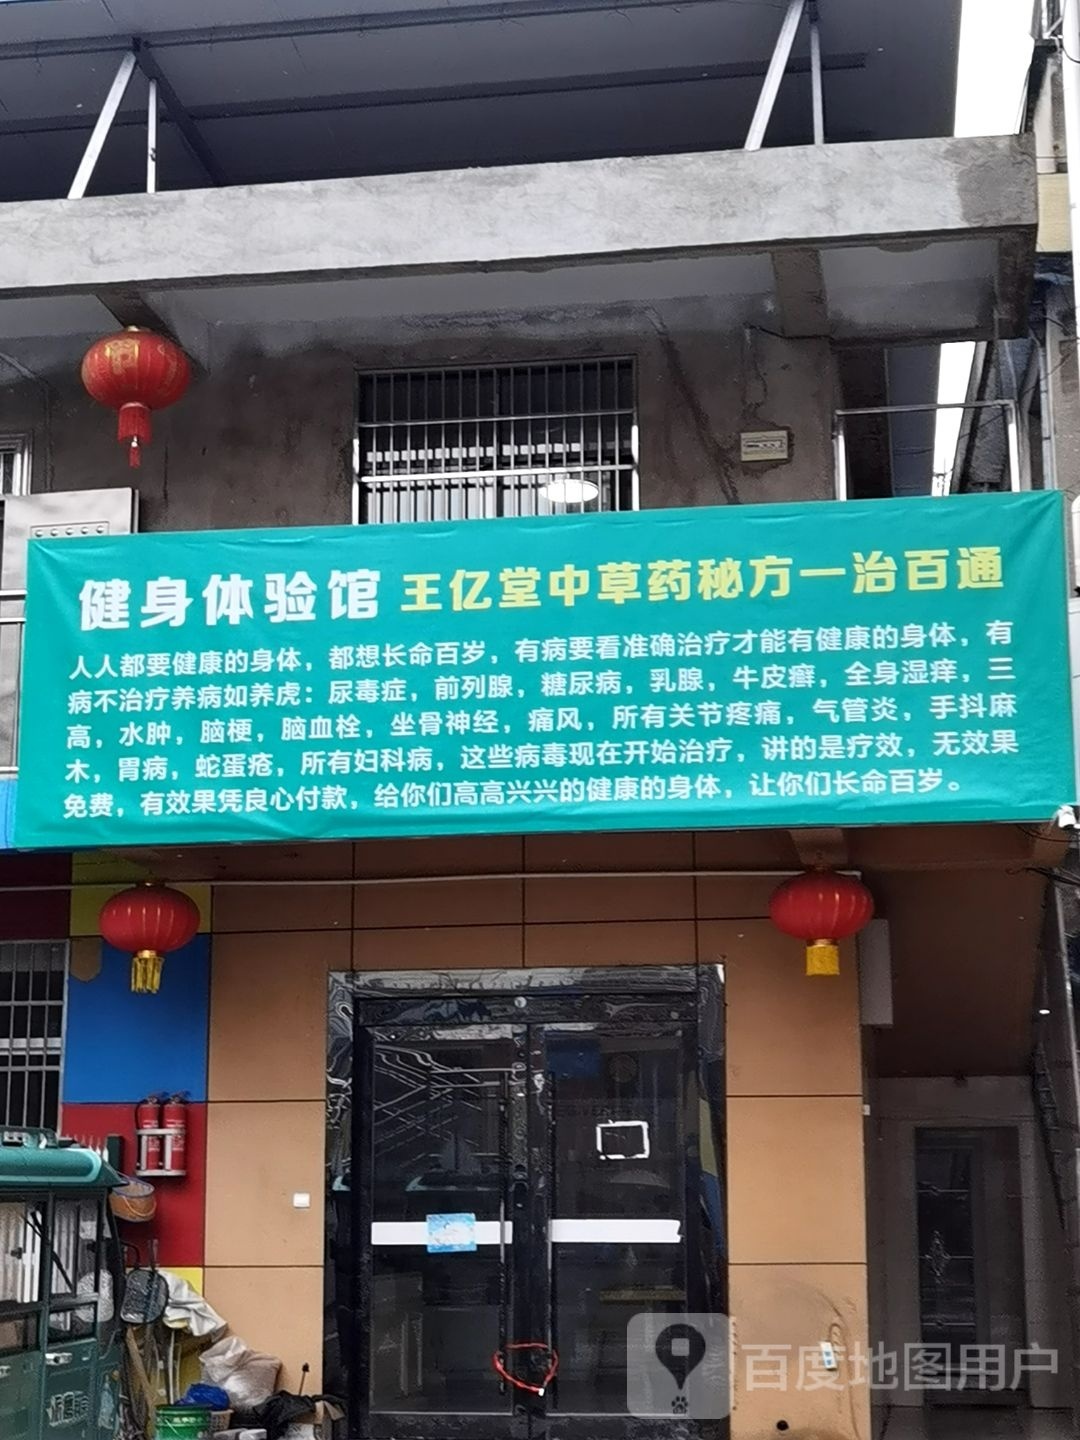 健身体验馆 王亿堂中草药秘方一治百通
人人都要健康的身体，都想长命百岁，有病要看准确治疗才能有健康的身体，有
病不治疗养病如养虎：尿毒症，前列腺，糖尿病，乳腺，牛皮癣，全身湿痒，三
高，水肿，脑梗，脑血栓，坐骨神经，痛风，所有关节疼痛，气管炎，手抖麻
木，胃病，蛇蛋疮，所有妇科病，这些病毒现在开始治疗，讲的是疗效，无效果
免费，有效果凭良心付款，给你们高高兴兴的健康的身体，让你们长命百岁。
百度地图用户